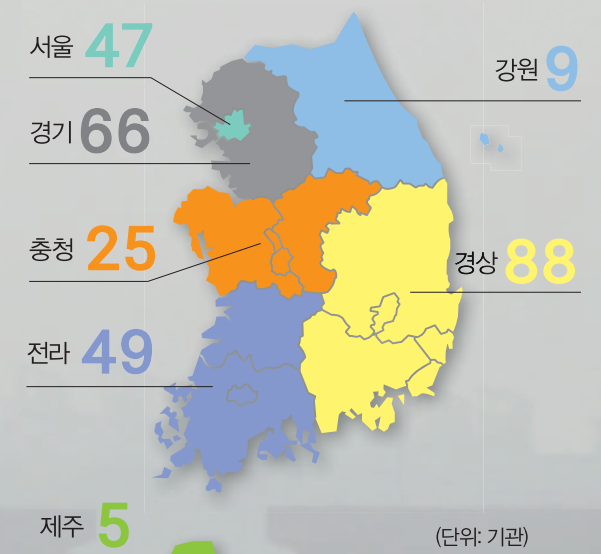 서울 47
강원 9
경기 66
충청 25
경상 88
전라 49
제주 5
(단위: 기관)